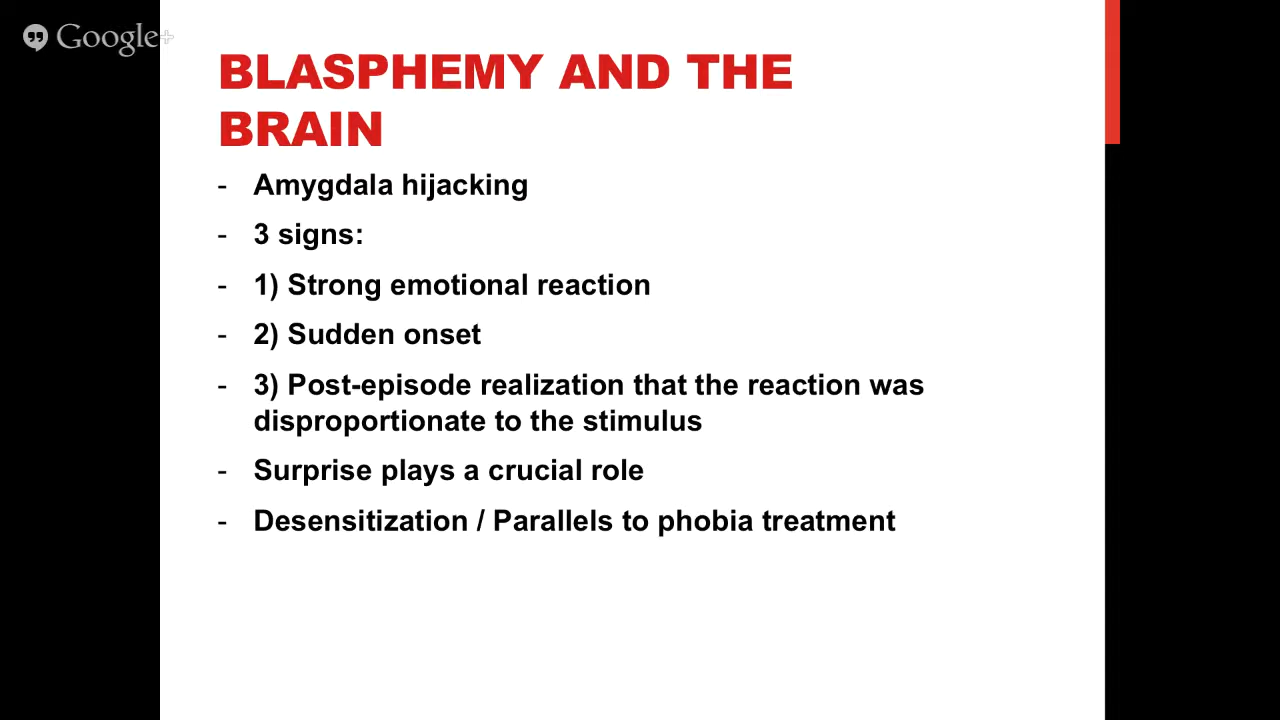 Google+
BLASPHEMY AND THE
BRAIN
- Amygdala hijacking
- 3 signs:
- 1) Strong emotional reaction
- 2) Sudden onset
- 3) Post-episode realization that the reaction was
disproportionate to the stimulus
- Surprise plays a crucial role
- Desensitization / Parallels to phobia treatment